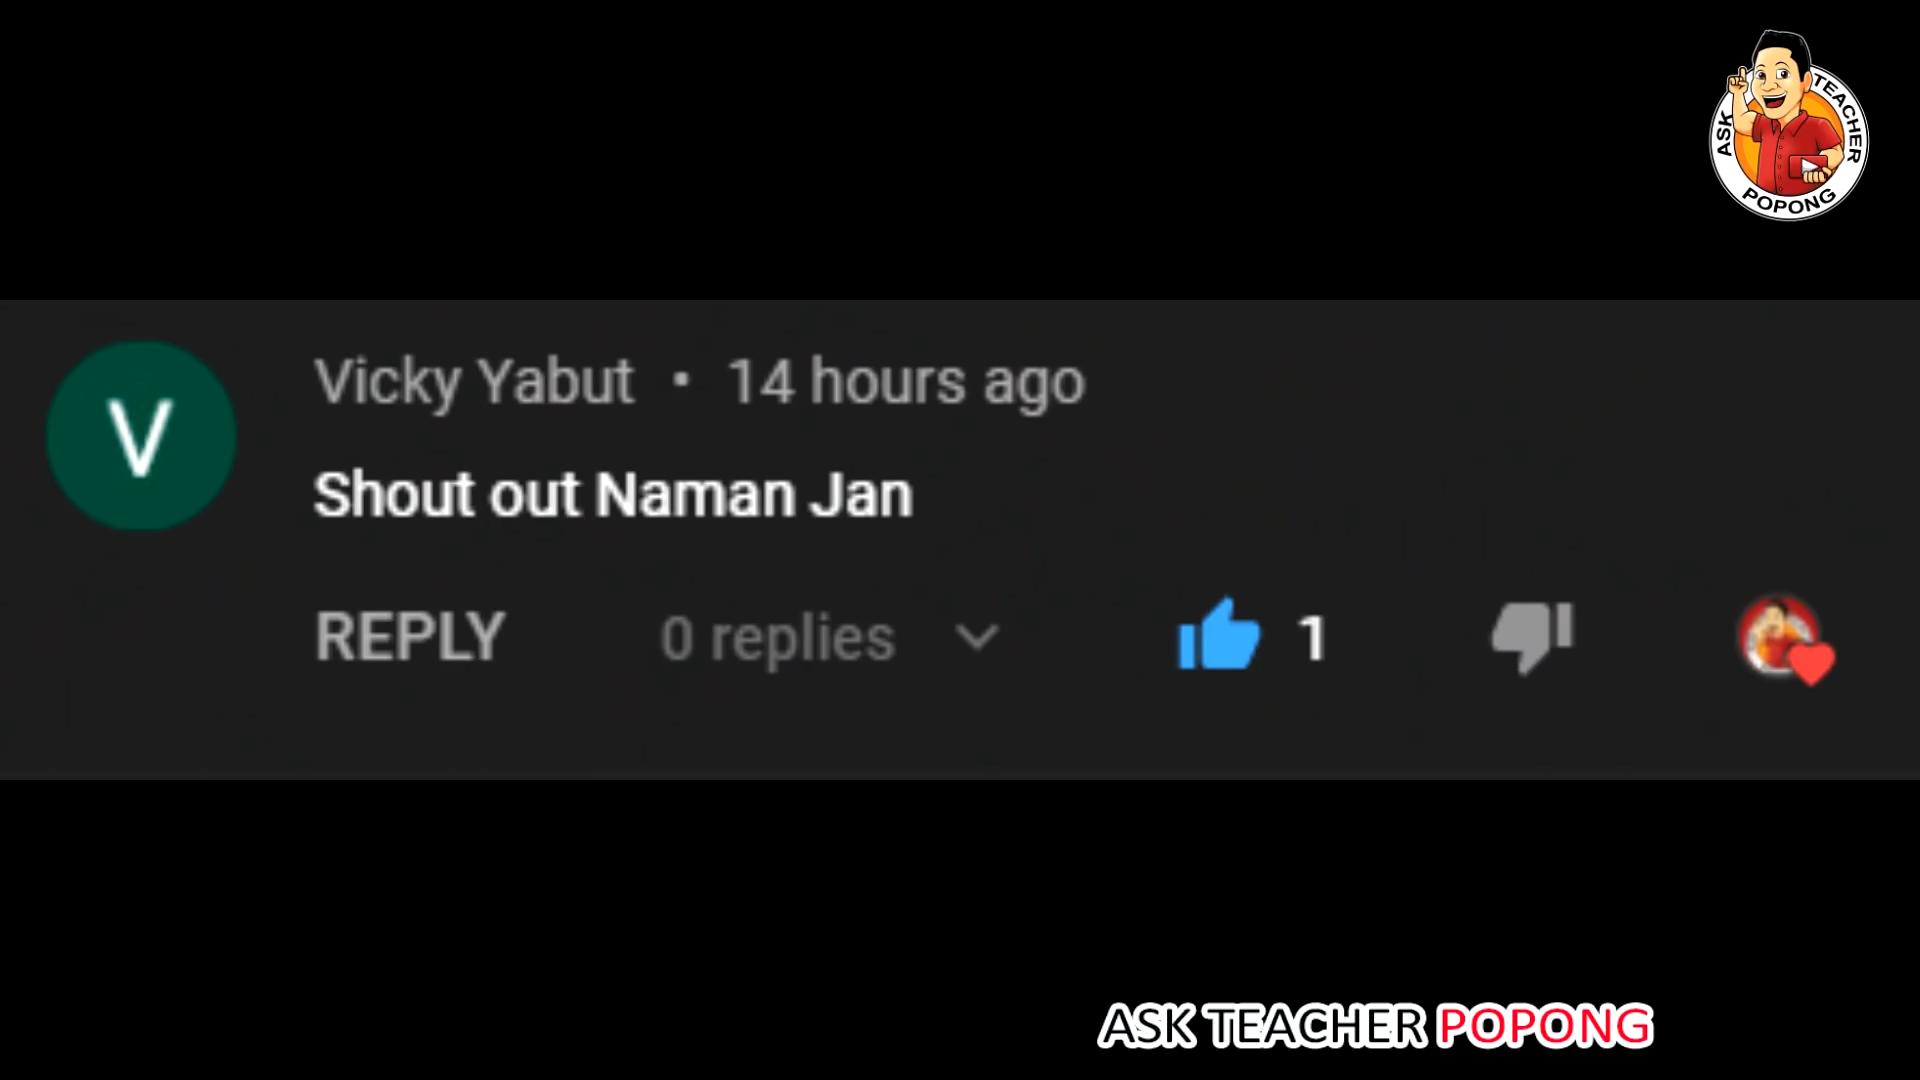 ASK TEACHER POPONG
V
Vicky Yabut • 14 hours ago
Shout out Naman Jan
REPLY 0 replies 1
ASK TEACHER POPONG